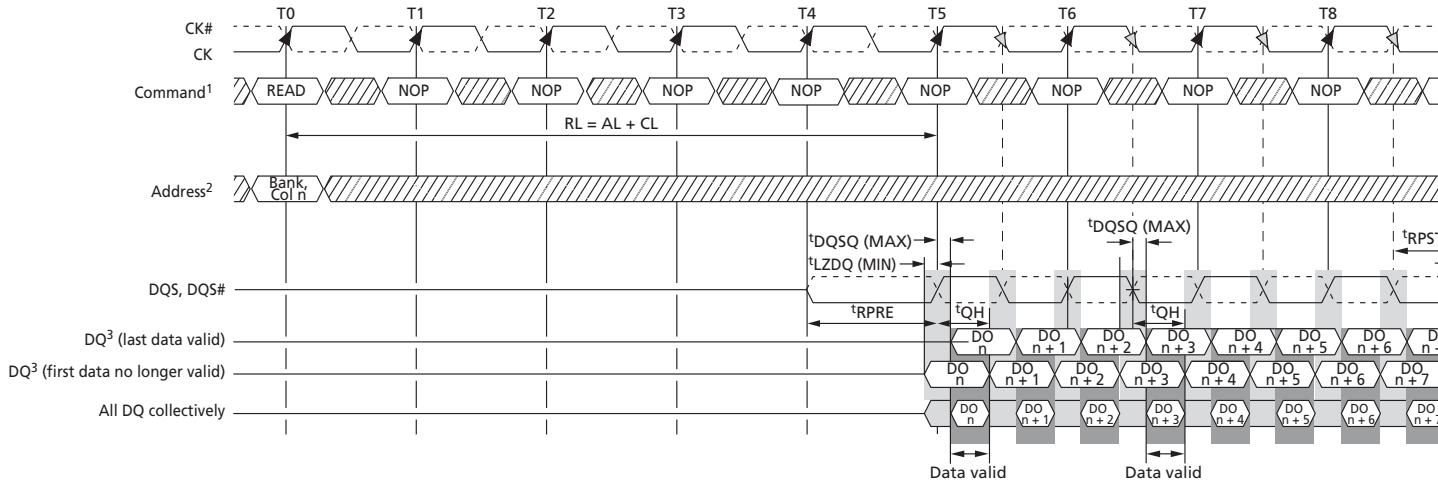 T0 T1 T2 T3 T4 T5 T6 T7 T8
CK#
CK
Command1 READ NOP NOP NOP NOP NOP NOP NOP NOP
RL = AL + CL
Address2 Bank,
Col n
tDQSQ (MAX) tDQSQ (MAX) tRPST
tLZDQ (MIN)
DQS, DQS#
tRPRE tQH tQH
DQ3 (last data valid) DO n DO n + 1 DO n + 2 DO n + 3 DO n + 4 DO n + 5 DO n + 6
DQ3 (first data no longer valid) DO n DO n + 1 DO n + 2 DO n + 3 DO n + 4 DO n + 5 DO n + 6 DO n + 7
All DQ collectively DO n DO n + 1 DO n + 2 DO n + 3 DO n + 4 DO n + 5 DO n + 6 DO n + 7
Data valid Data valid